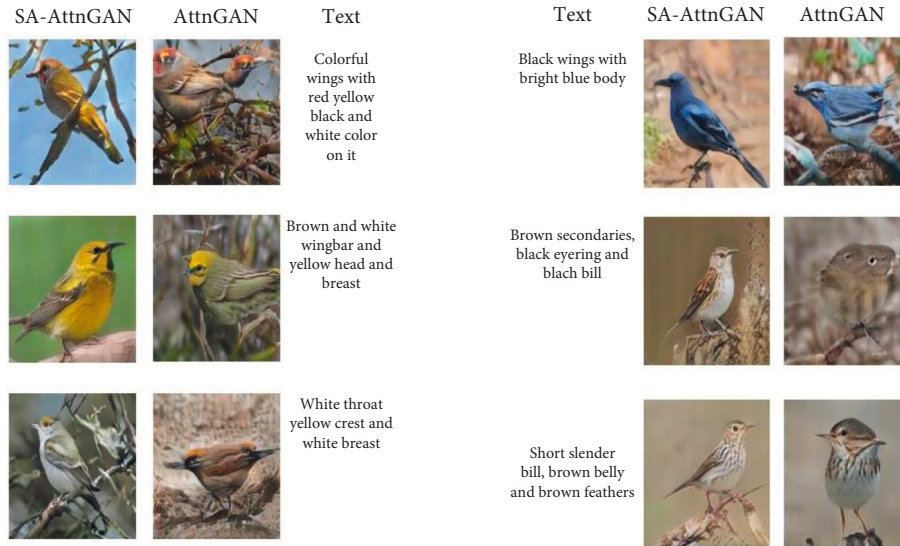 SA-AttnGAN AttnGAN Text
Colorful
wings with
red yellow
black and
white color
on it
Brown and white
wingbar and
yellow head and
breast
White throat
yellow crest and
white breast
Text SA-AttnGAN AttnGAN
Black wings with
bright blue body
Brown secondaries,
black eyering and
blach bill
Short slender
bill, brown belly
and brown feathers